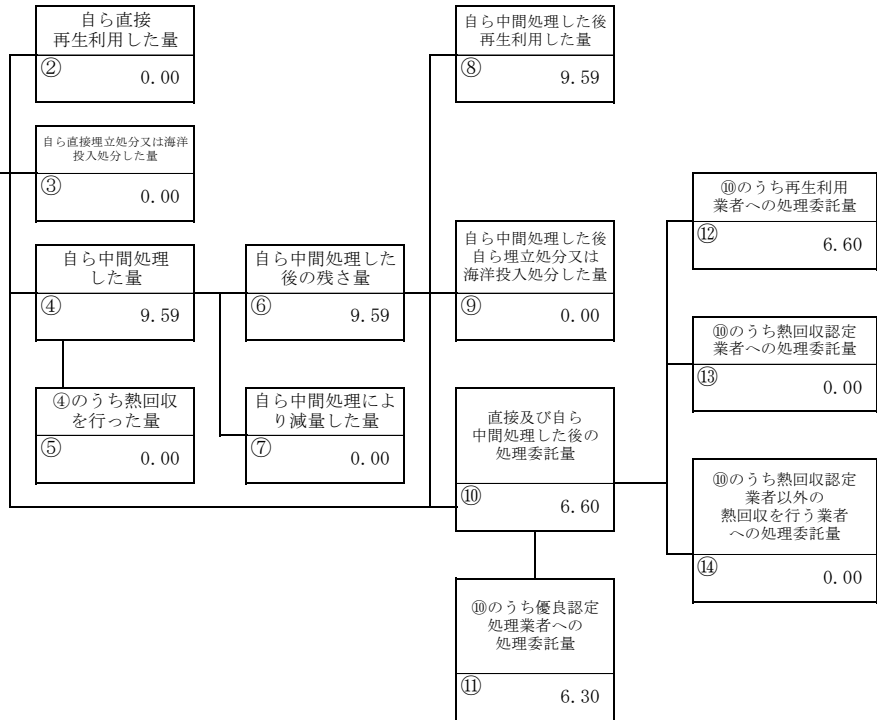 自ら直接
再生利用した量
②
0.00
自ら直接埋立処分又は海洋
投入処分した量
③
0.00
自ら中間処理
した量
④
9.59
④のうち熱回収
を行った量
⑤
0.00
自ら中間処理した
後の残さ量
⑥
9.59
自ら中間処理によ
り減量した量
⑦
0.00
自ら中間処理した後
再生利用した量
⑧
9.59
自ら中間処理した後
自ら埋立処分又は
海洋投入処分した量
⑨
0.00
直接及び自ら
中間処理した後の
処理委託量
⑩
6.60
⑩のうち優良認定
処理業者への
処理委託量
⑪
6.30
⑩のうち再生利用
業者への処理委託量
⑫
6.60
⑩のうち熱回収認定
業者への処理委託量
⑬
0.00
⑩のうち熱回収認定
業者以外の
熱回収を行う業者
への処理委託量
⑭
0.00